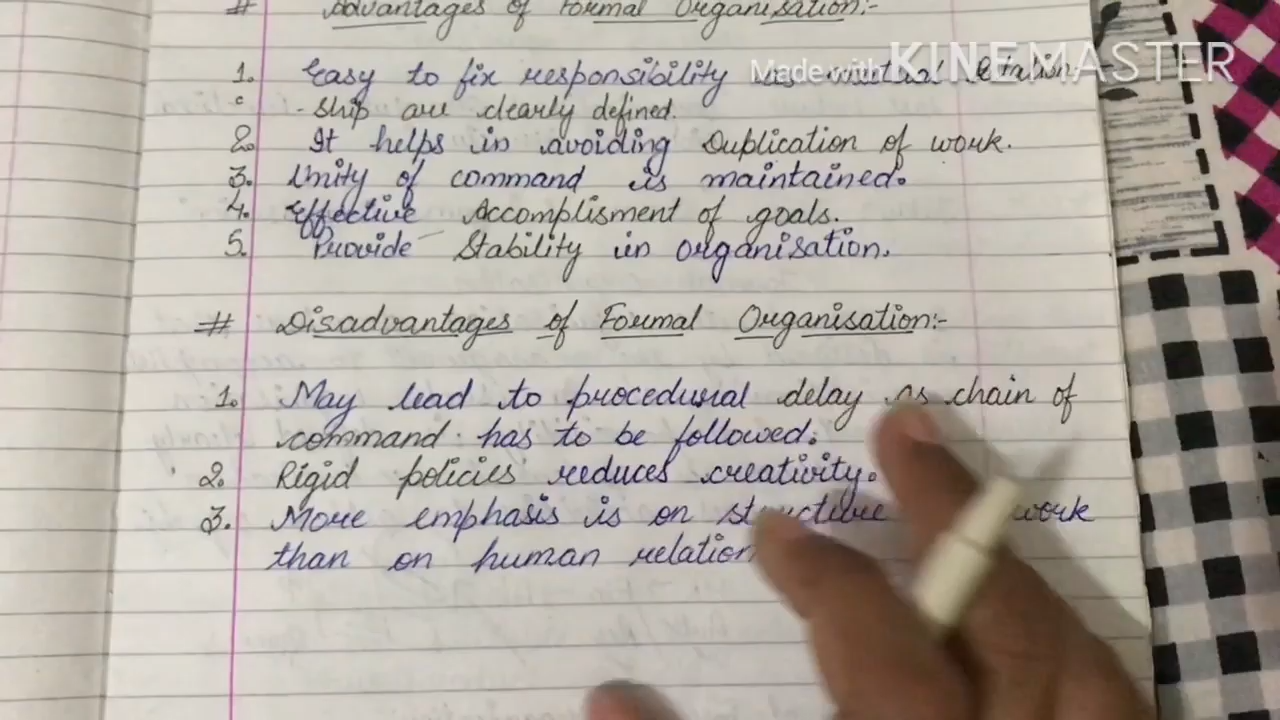 # Advantages of Formal Organisation:-
Made with KINEMASTER
1. Easy to fix responsibility as mutual relation
- ship are clearly defined.
2. It helps in avoiding Duplication of work.
3. Unity of command is maintained.
4. Effective Accomplisment of goals.
5. Provide Stability in organisation.
# Disadvantages of Formal Organisation:-
1. May lead to procedural delay as chain of
command has to be followed.
2. Rigid policies reduces creativity.
3. More emphasis is on structure work
than on human relation